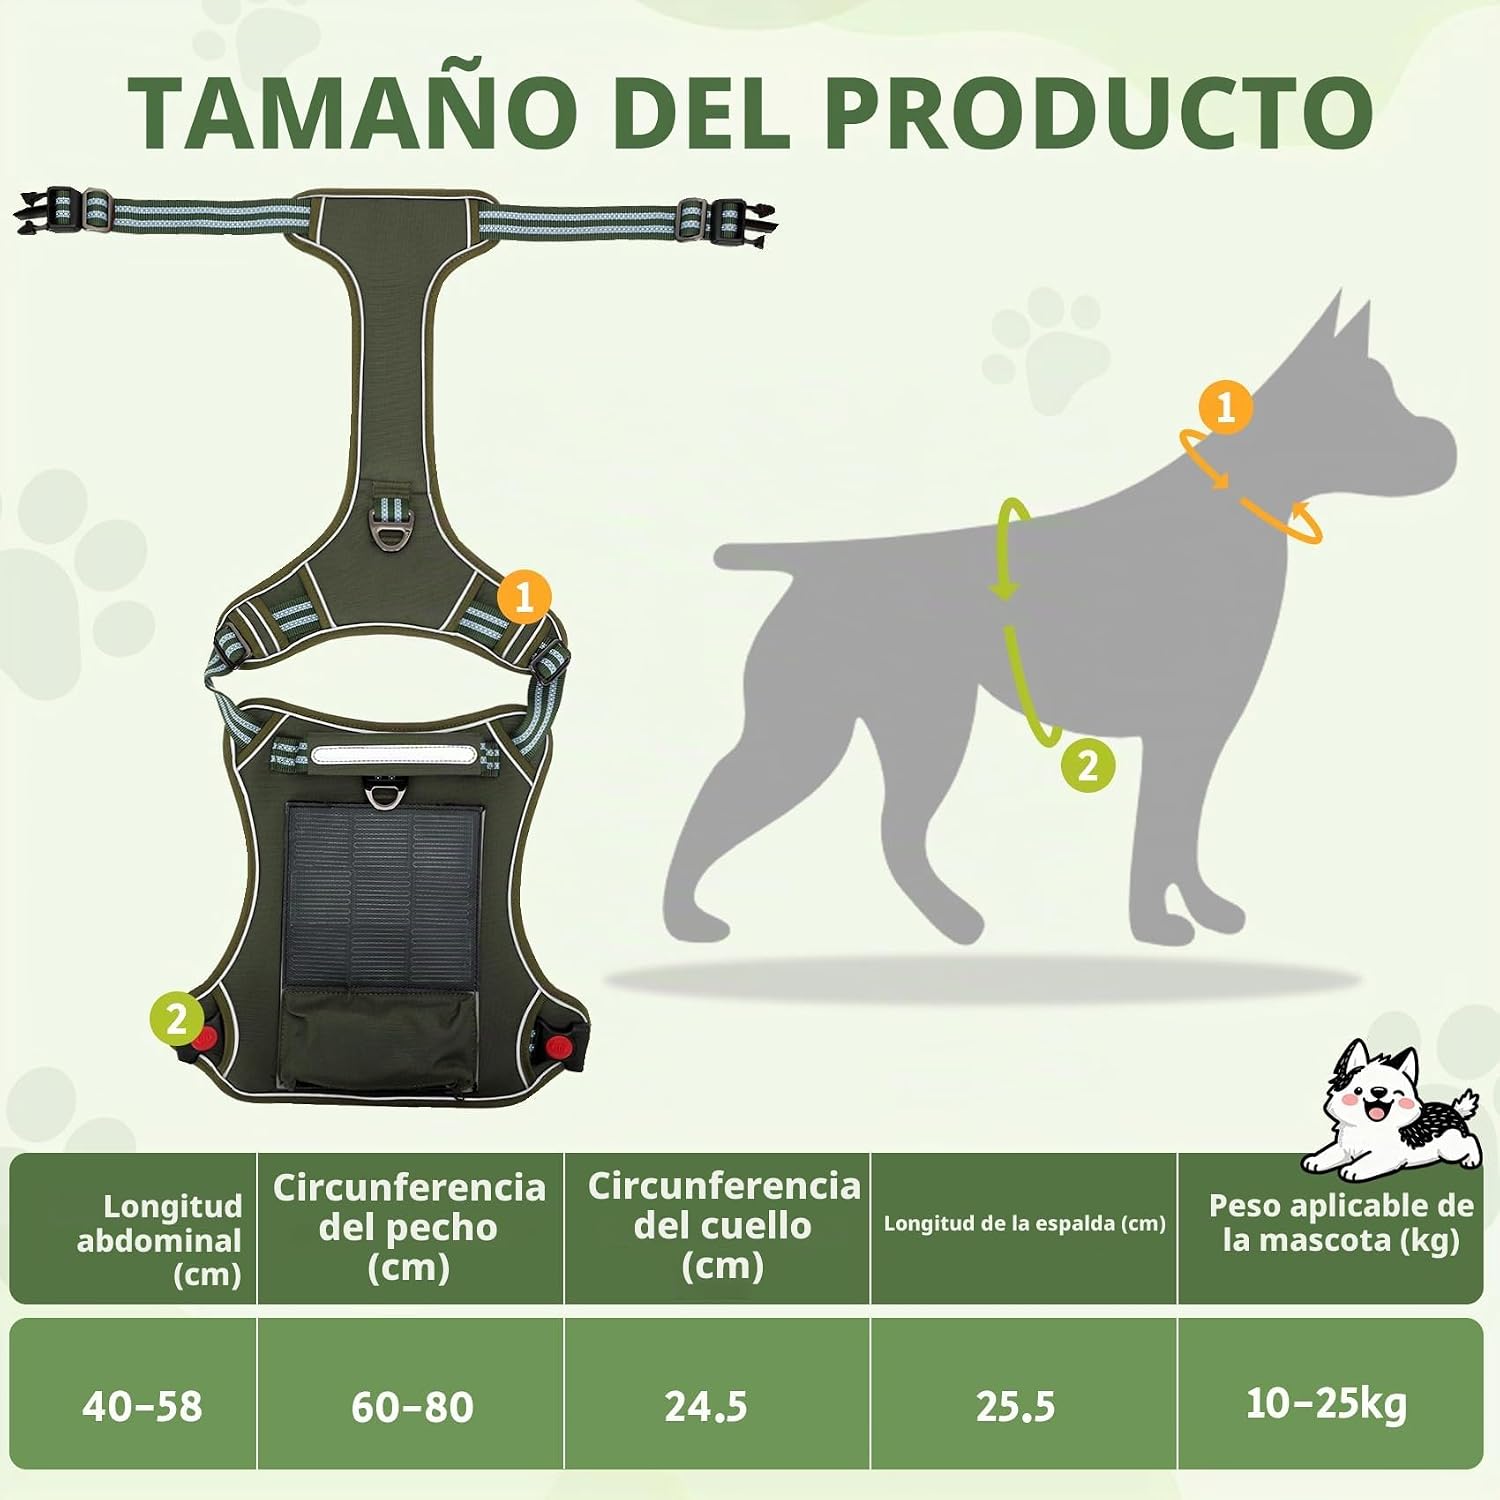 TAMAÑO DEL PRODUCTO
1
1
2
2
Longitud
abdominal
(cm)
Circunferencia
del pecho
(cm)
Circunferencia
del cuello
(cm)
Longitud de la espalda (cm)
Peso aplicable de
la mascota (kg)
40-58
60-80
24.5
25.5
10-25kg